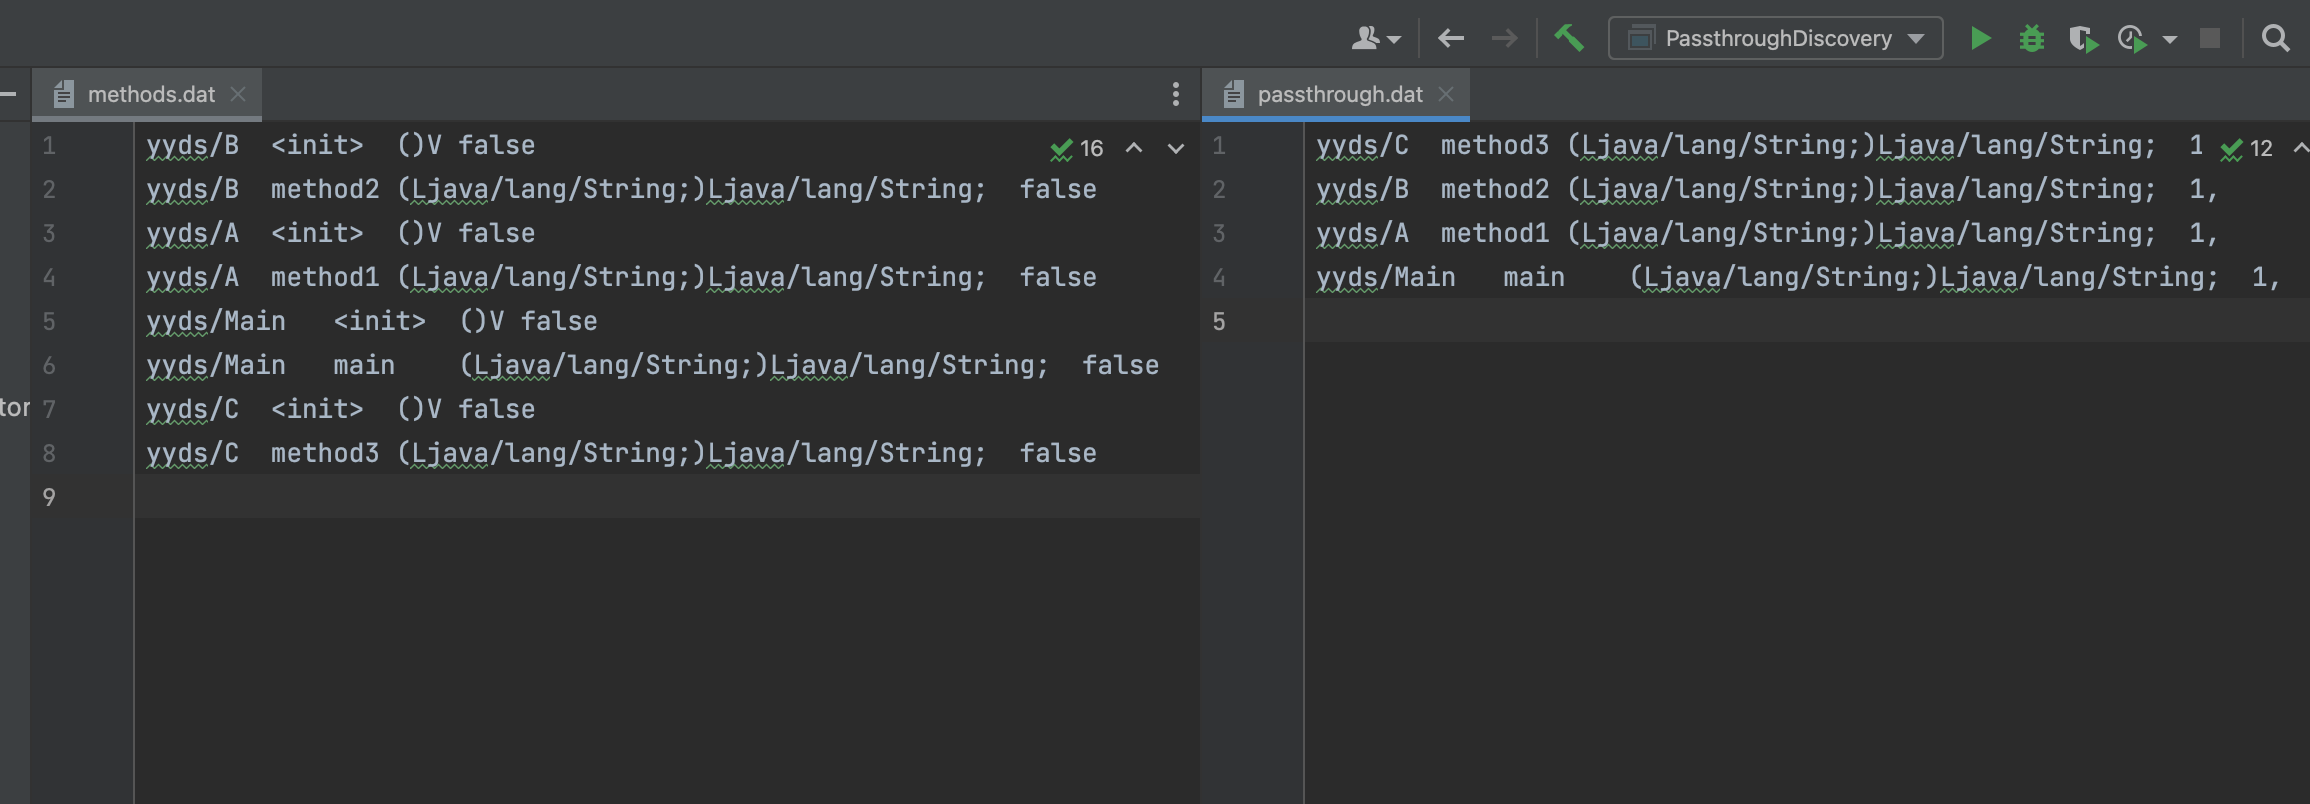 PassthroughDiscovery
methods.dat
passthrough.dat
tor
16
12
1 yyds/B <init> ()V false
2 yyds/B method2 (Ljava/lang/String;)Ljava/lang/String; false
3 yyds/A <init> ()V false
4 yyds/A method1 (Ljava/lang/String;)Ljava/lang/String; false
5 yyds/Main <init> ()V false
6 yyds/Main main (Ljava/lang/String;)Ljava/lang/String; false
7 yyds/C <init> ()V false
8 yyds/C method3 (Ljava/lang/String;)Ljava/lang/String; false
9
1 yyds/C method3 (Ljava/lang/String;)Ljava/lang/String; 1
2 yyds/B method2 (Ljava/lang/String;)Ljava/lang/String; 1,
3 yyds/A method1 (Ljava/lang/String;)Ljava/lang/String; 1,
4 yyds/Main main (Ljava/lang/String;)Ljava/lang/String; 1,
5